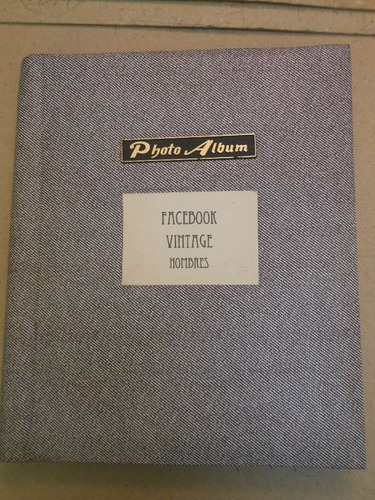 Photo Album
FACEBOOK
VINTAGE
HOMBRES